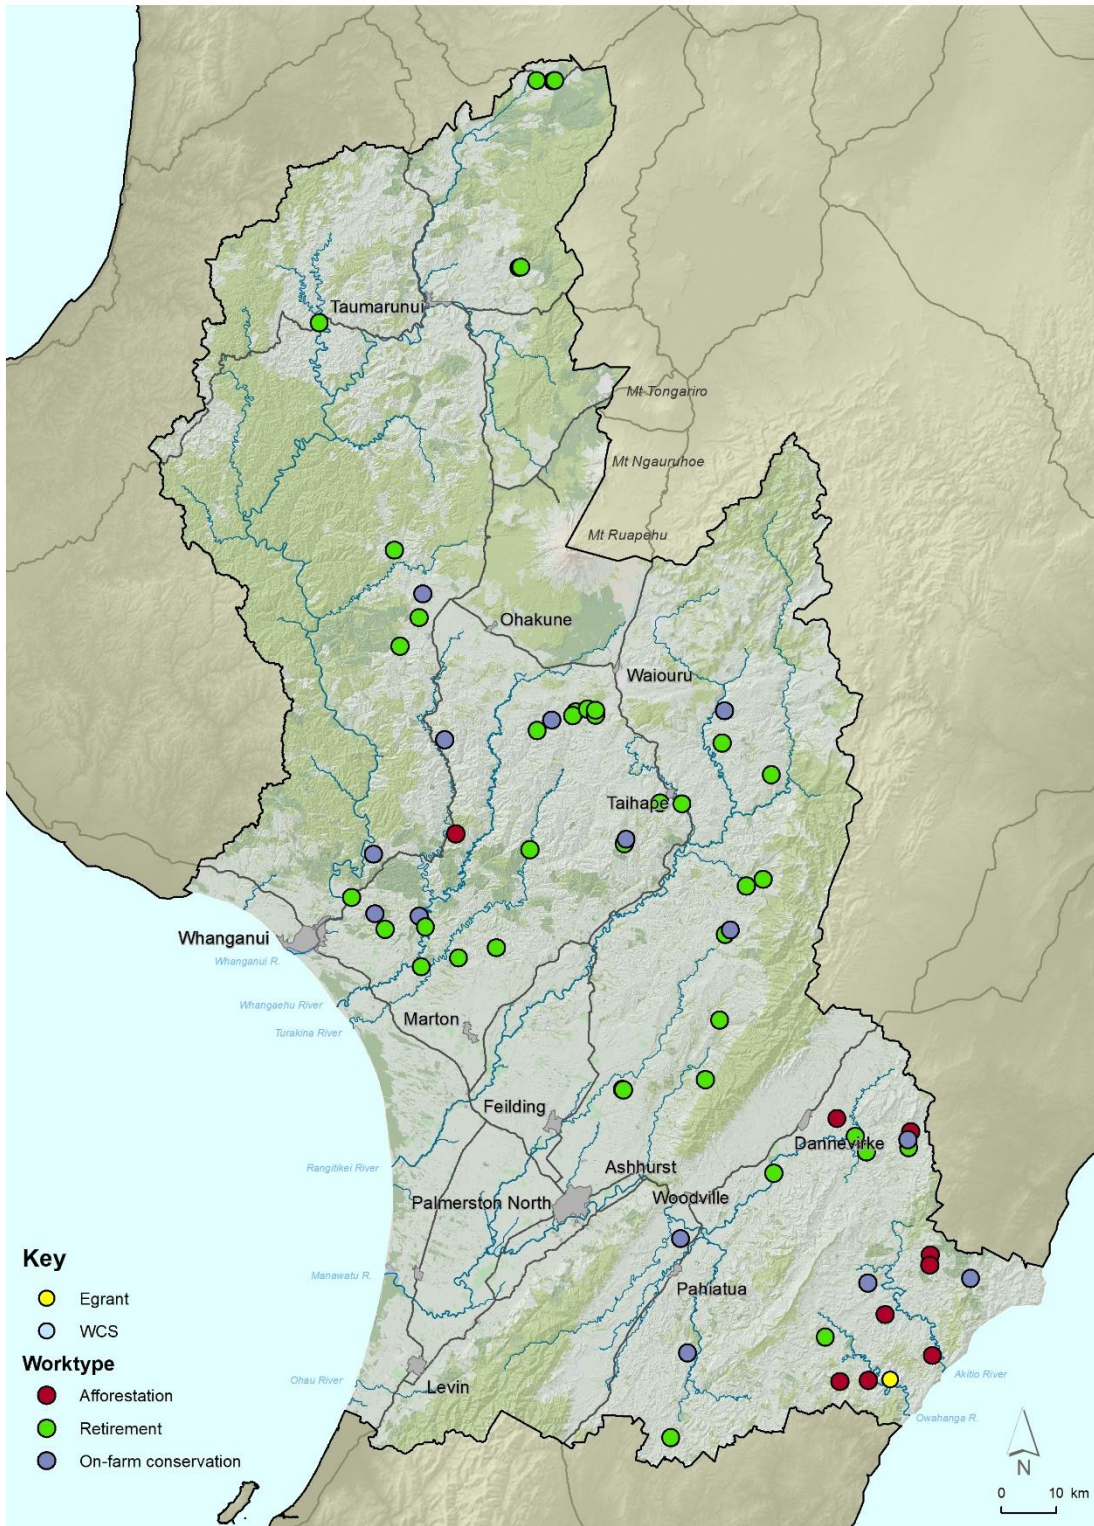 Taumarunui
Mt Tongariro
Mt Ngauruhoe
Mt Ruapehu
Ohakune
Waiouru
Taihape
Whanganui
Whanganui R.
Whangaehu River
Marton
Turakina River
Feilding
Dannevirke
Rangitikei River
Ashhurst
Palmerston North
Woodville
Key
Manawatu R.
Pahiatua
Egrant
WCS
Worktype
Ohau River
Levin
Akitio River
Afforestation
Owahanga R.
Retirement
On-farm conservation
N
0 10 km